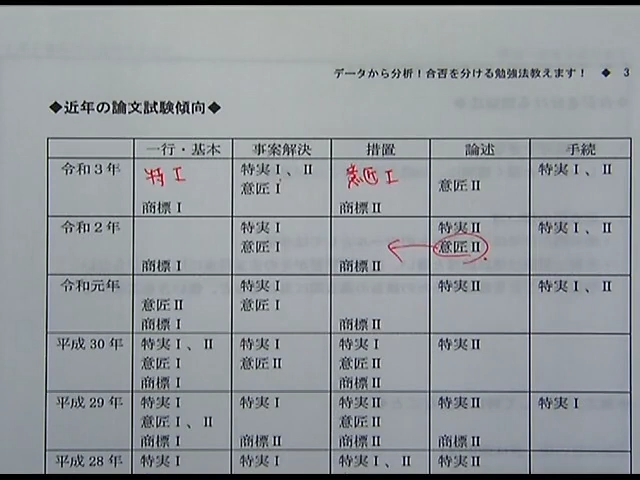 データから分析！合否を分ける勉強法教えます！ ◆ 3
◆近年の論文試験傾向◆
一行・基本 事案解決 措置 論述 手続
令和3年 特Ⅰ 特実Ⅰ、Ⅱ 意匠Ⅰ 特実Ⅰ、Ⅱ
意匠Ⅰ 意匠Ⅱ
商標Ⅰ 商標Ⅱ
令和2年 特実Ⅰ 特実Ⅱ 特実Ⅰ、Ⅱ
意匠Ⅰ 意匠Ⅱ
商標Ⅰ 商標Ⅱ
令和元年 特実Ⅰ 特実Ⅱ 特実Ⅰ、Ⅱ
意匠Ⅱ 意匠Ⅰ
商標Ⅰ 商標Ⅱ
平成30年 特実Ⅰ、Ⅱ 特実Ⅰ 特実Ⅰ 特実Ⅱ
意匠Ⅰ 意匠Ⅱ 意匠Ⅱ
商標Ⅰ 商標Ⅱ
平成29年 特実Ⅰ 特実Ⅰ 特実Ⅱ 特実Ⅱ 特実Ⅰ
意匠Ⅰ、Ⅱ 意匠Ⅱ
商標Ⅰ 商標Ⅱ 商標Ⅱ 商標Ⅱ
平成28年 特実Ⅰ 特実Ⅰ 特実Ⅰ、Ⅱ 特実Ⅱ